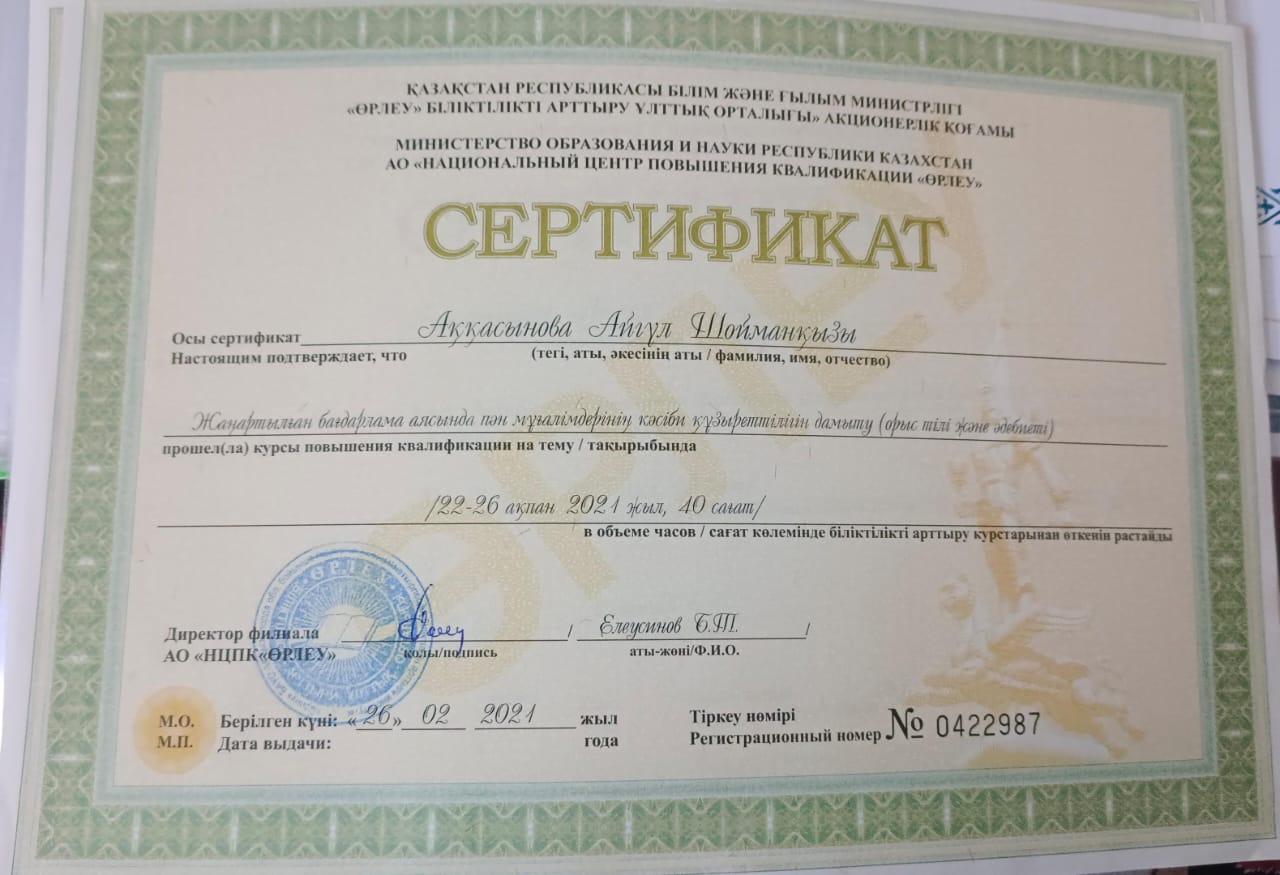 ҚАЗАҚСТАН РЕСПУБЛИКАСЫ БІЛІМ ЖӘНЕ ҒЫЛЫМ МИНИСТРЛІГІ
«ӨРЛЕУ» БІЛІКТІЛІКТІ АРТТЫРУ ҰЛТТЫҚ ОРТАЛЫҒЫ» АКЦИОНЕРЛІК ҚОҒАМЫ
МИНИСТЕРСТВО ОБРАЗОВАНИЯ И НАУКИ РЕСПУБЛИКИ КАЗАХСТАН
АО «НАЦИОНАЛЬНЫЙ ЦЕНТР ПОВЫШЕНИЯ КВАЛИФИКАЦИИ «ӨРЛЕУ»
СЕРТИФИКАТ
Осы сертификат Аққасынова Айгүл Шойманқызы
Настоящим подтверждает, что (тегі, аты, әкесінің аты / фамилия, имя, отчество)
Жаңартылған бағдарлама аясында пән мұғалімдерінің кәсіби құзыреттілігін дамыту (орыс тілі және әдебиеті)
прошел(ла) курсы повышения квалификации на тему / тақырыбында
/22-26 ақпан 2021 жыл, 40 сағат/
в объеме часов / сағат көлемінде біліктілікті арттыру курстарынан өткенін растайды
ӨРЛЕУ
Директор филиала / Елеусинов Б.Т. /
АО «НЦПК«ӨРЛЕУ» қолы/подпись аты-жөні/Ф.И.О.
М.О. Берілген күні: «26» 02 2021 жыл Тіркеу нөмірі
М.П. Дата выдачи: года Регистрационный номер № 0422987